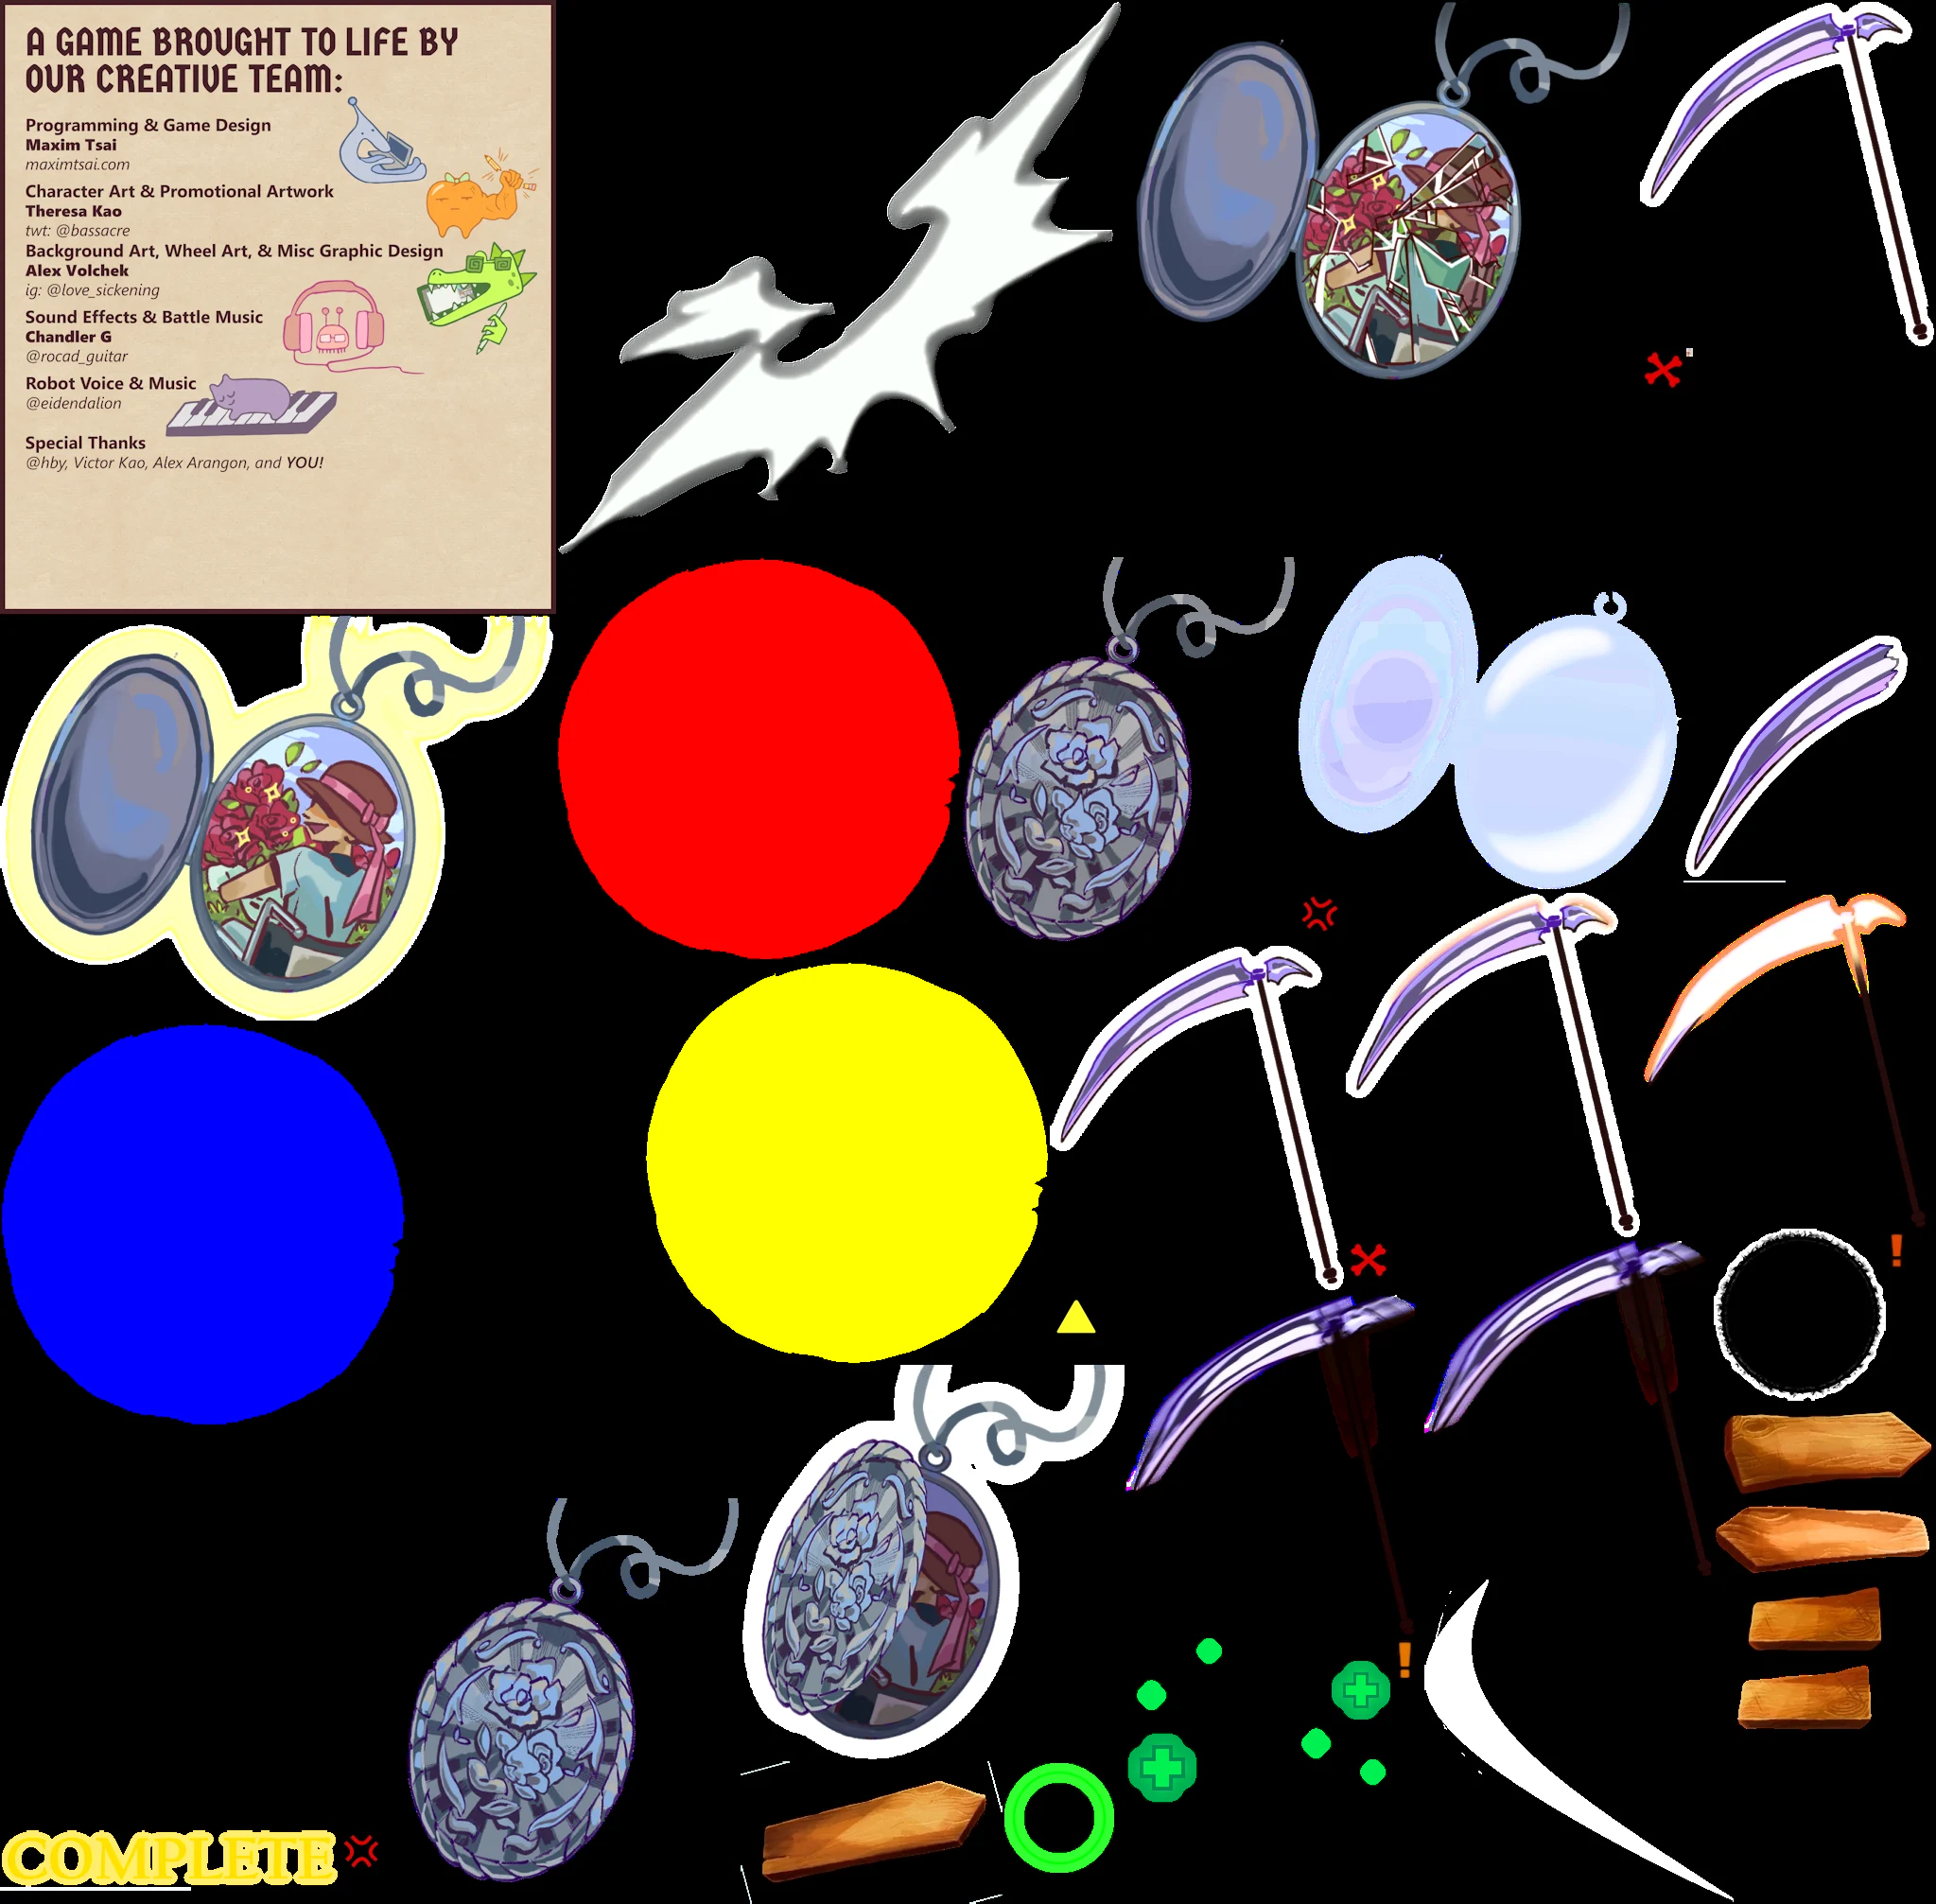 A GAME BROUGHT TO LIFE BY
OUR CREATIVE TEAM:
Programming & Game Design
Maxim Tsai
maximtsai.com
Character Art & Promotional Artwork
Theresa Kao
twt: @bassacre
Background Art, Wheel Art, & Misc Graphic Design
Alex Volchek
ig: @love_sickening
Sound Effects & Battle Music
Chandler G
@rocad_guitar
Robot Voice & Music
@eidendalion
Special Thanks
@hby, Victor Kao, Alex Arangon, and YOU!
!
!
COMPLETE